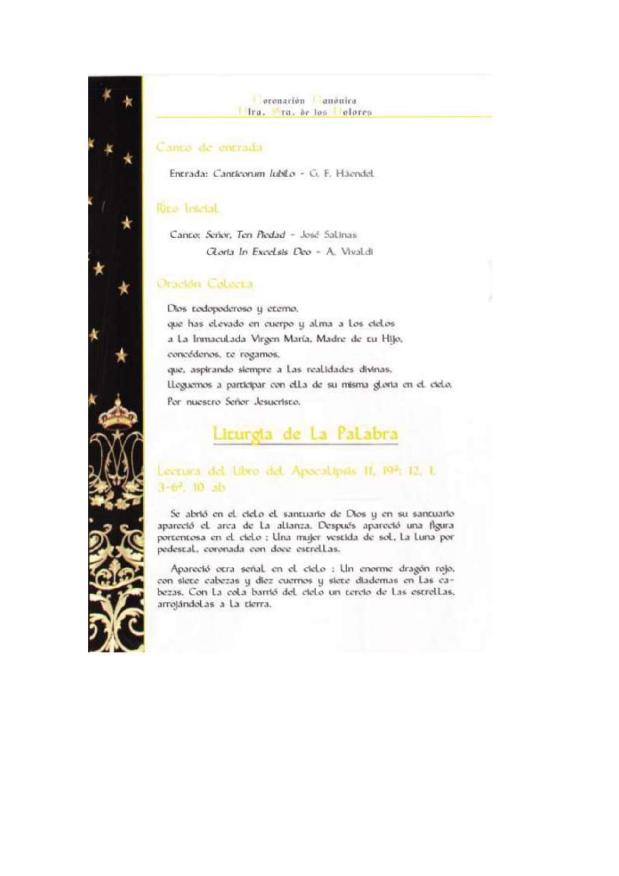 Coronación Canónica
Ntra. Sra. de los Dolores
Canto de entrada
Entrada: Canticorum Iubilo - G. F. Häendel
Rito Inicial
Canto: Señor, Ten Piedad - José Salinas
Gloria In Excelsis Deo - A. Vivaldi
Oración Colecta
Dios todopoderoso y eterno,
que has elevado en cuerpo y alma a los cielos
a la Inmaculada Virgen María, Madre de tu Hijo,
concédenos, te rogamos,
que, aspirando siempre a las realidades divinas,
lleguemos a participar con ella de su misma gloria en el cielo.
Por nuestro Señor Jesucristo.
Liturgia de la Palabra
Lectura del libro del Apocalipsis 11, 19ª; 12, 1.
3-6ª. 10 ab
Se abrió en el cielo el santuario de Dios y en su santuario
apareció el arca de la alianza. Después apareció una figura
portentosa en el cielo : Una mujer vestida de sol, la luna por
pedestal, coronada con doce estrellas.
Apareció otra señal en el cielo : Un enorme dragón rojo,
con siete cabezas y diez cuernos y siete diademas en las ca-
bezas. Con la cola barrió del cielo un tercio de las estrellas,
arrojándolas a la tierra.